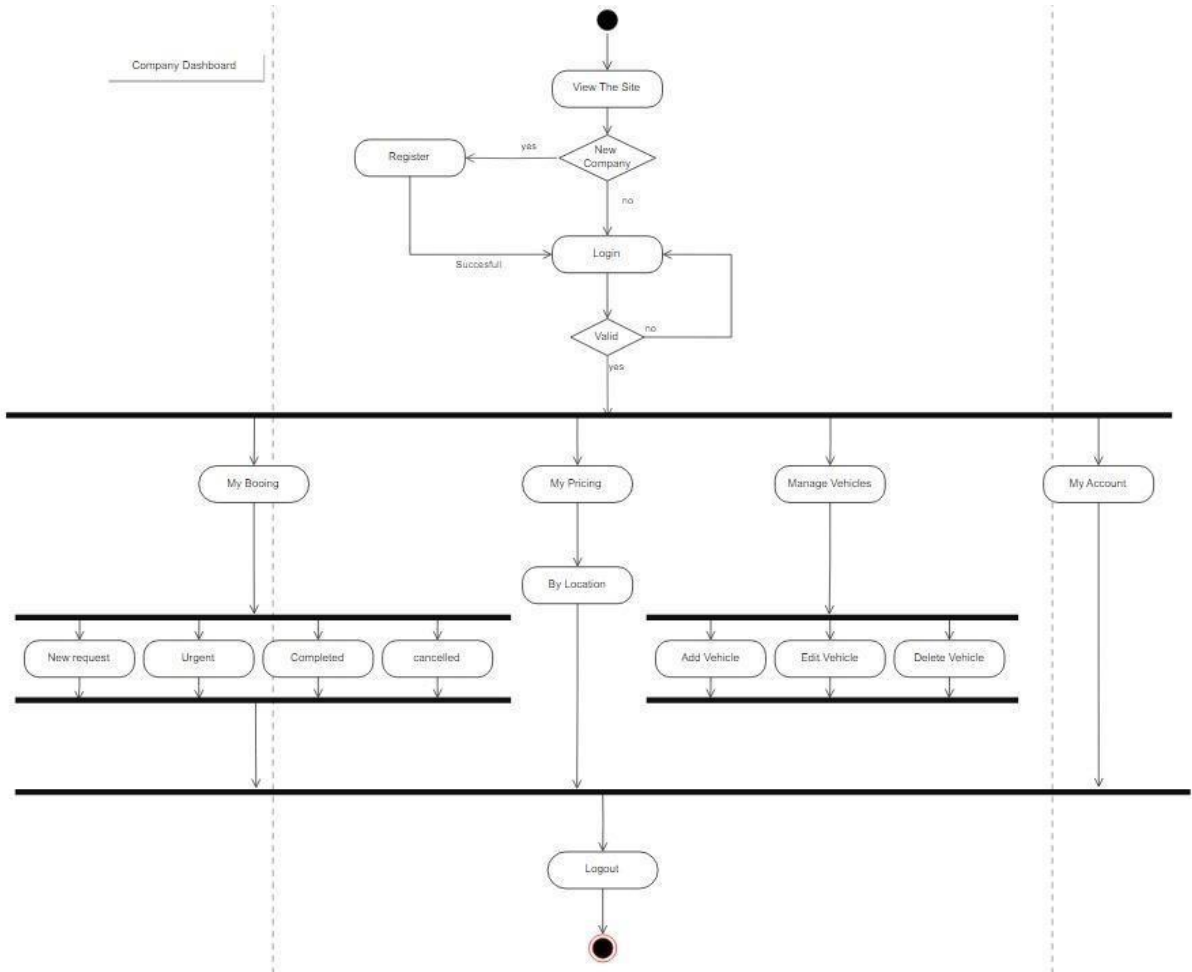 Company Dashboard
View The Site
Register
yes
New
Company
no
Login
Succesfull
Valid
no
yes
My Booing
My Pricing
Manage Vehicles
My Account
By Location
New request
Urgent
Completed
cancelled
Add Vehicle
Edit Vehicle
Delete Vehicle
Logout